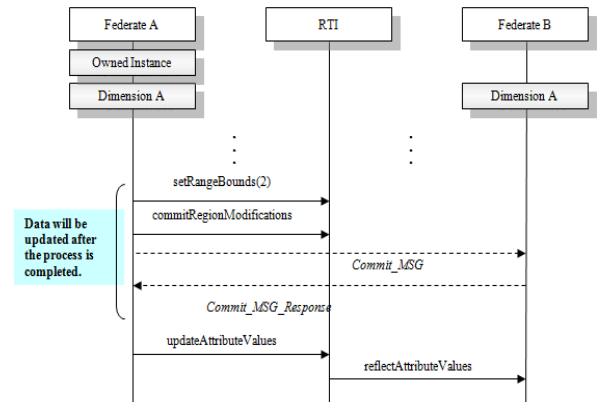 Federate A
RTI
Federate B
Owned Instance
Dimension A
Dimension A
setRangeBounds(2)
commitRegionModifications
Data will be
updated after
the process is
completed.
Commit_MSG
Commit_MSG_Response
updateAttributeValues
reflectAttributeValues